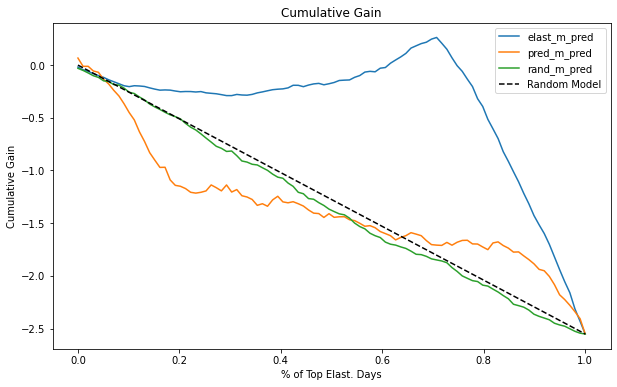 Cumulative Gain
elast_m_pred
pred_m_pred
rand_m_pred
Random Model
Cumulative Gain
0.0
−0.5
−1.0
−1.5
−2.0
−2.5
0.0 0.2 0.4 0.6 0.8 1.0
% of Top Elast. Days